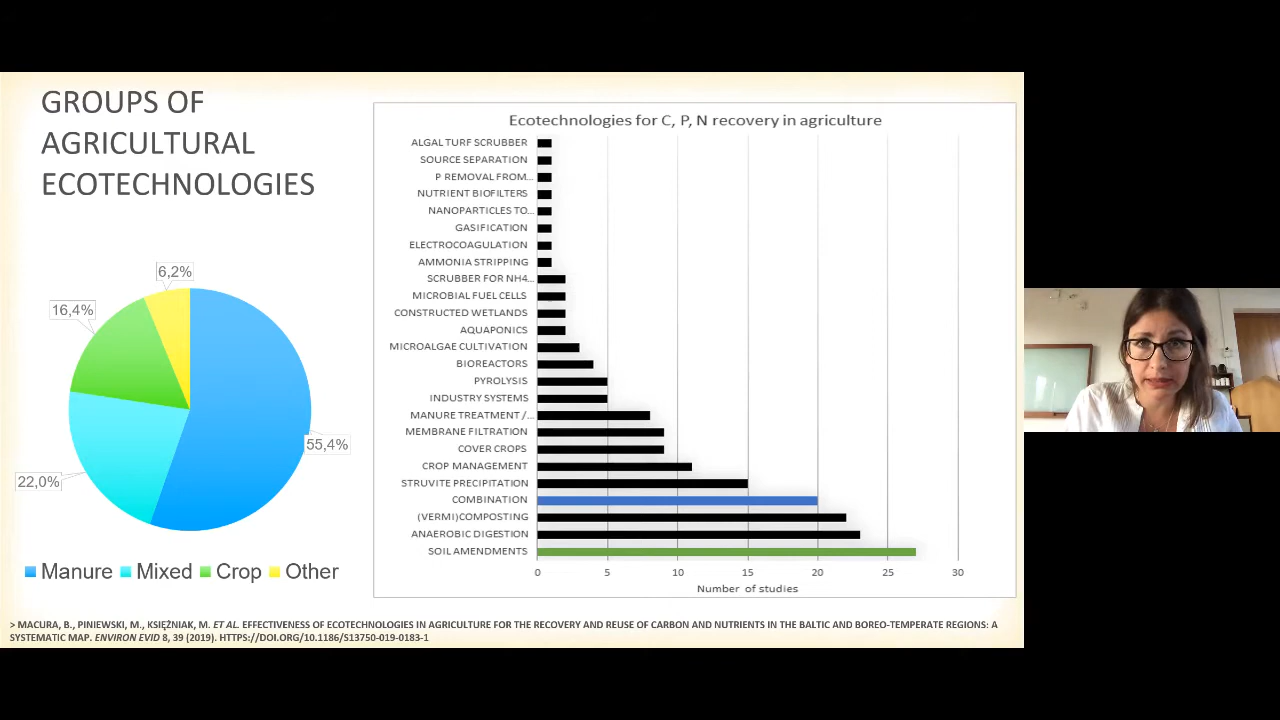 GROUPS OF
AGRICULTURAL
ECOTECHNOLOGIES
6,2%
16,4%
55,4%
22,0%
Manure Mixed Crop Other
Ecotechnologies for C, P, N recovery in agriculture
ALGAL TURF SCRUBBER
SOURCE SEPARATION
P REMOVAL FROM...
NUTRIENT BIOFILTERS
NANOPARTICLES TO...
GASIFICATION
ELECTROCOAGULATION
AMMONIA STRIPPING
SCRUBBER FOR NH4...
MICROBIAL FUEL CELLS
CONSTRUCTED WETLANDS
AQUAPONICS
MICROALGAE CULTIVATION
BIOREACTORS
PYROLYSIS
INDUSTRY SYSTEMS
MANURE TREATMENT /...
MEMBRANE FILTRATION
COVER CROPS
CROP MANAGEMENT
STRUVITE PRECIPITATION
COMBINATION
(VERMI)COMPOSTING
ANAEROBIC DIGESTION
SOIL AMENDMENTS
0 5 10 15 20 25 30
Number of studies
> MACURA, B., PINIEWSKI, M., KSIĘŻNIAK, M. ET AL. EFFECTIVENESS OF ECOTECHNOLOGIES IN AGRICULTURE FOR THE RECOVERY AND REUSE OF CARBON AND NUTRIENTS IN THE BALTIC AND BOREO-TEMPERATE REGIONS: A
SYSTEMATIC MAP. ENVIRON EVID 8, 39 (2019). HTTPS://DOI.ORG/10.1186/S13750-019-0183-1